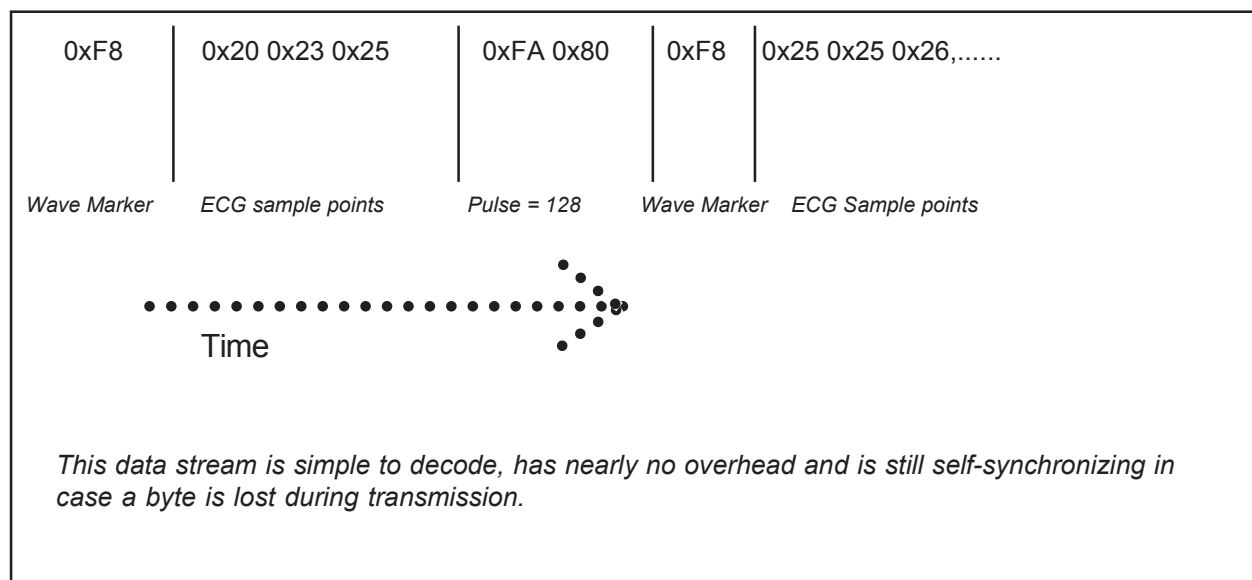 0xF8 0x20 0x23 0x25 0xFA 0x80 0xF8 0x25 0x25 0x26,......
Wave Marker ECG sample points Pulse = 128 Wave Marker ECG Sample points
Time
This data stream is simple to decode, has nearly no overhead and is still self-synchronizing in
case a byte is lost during transmission.